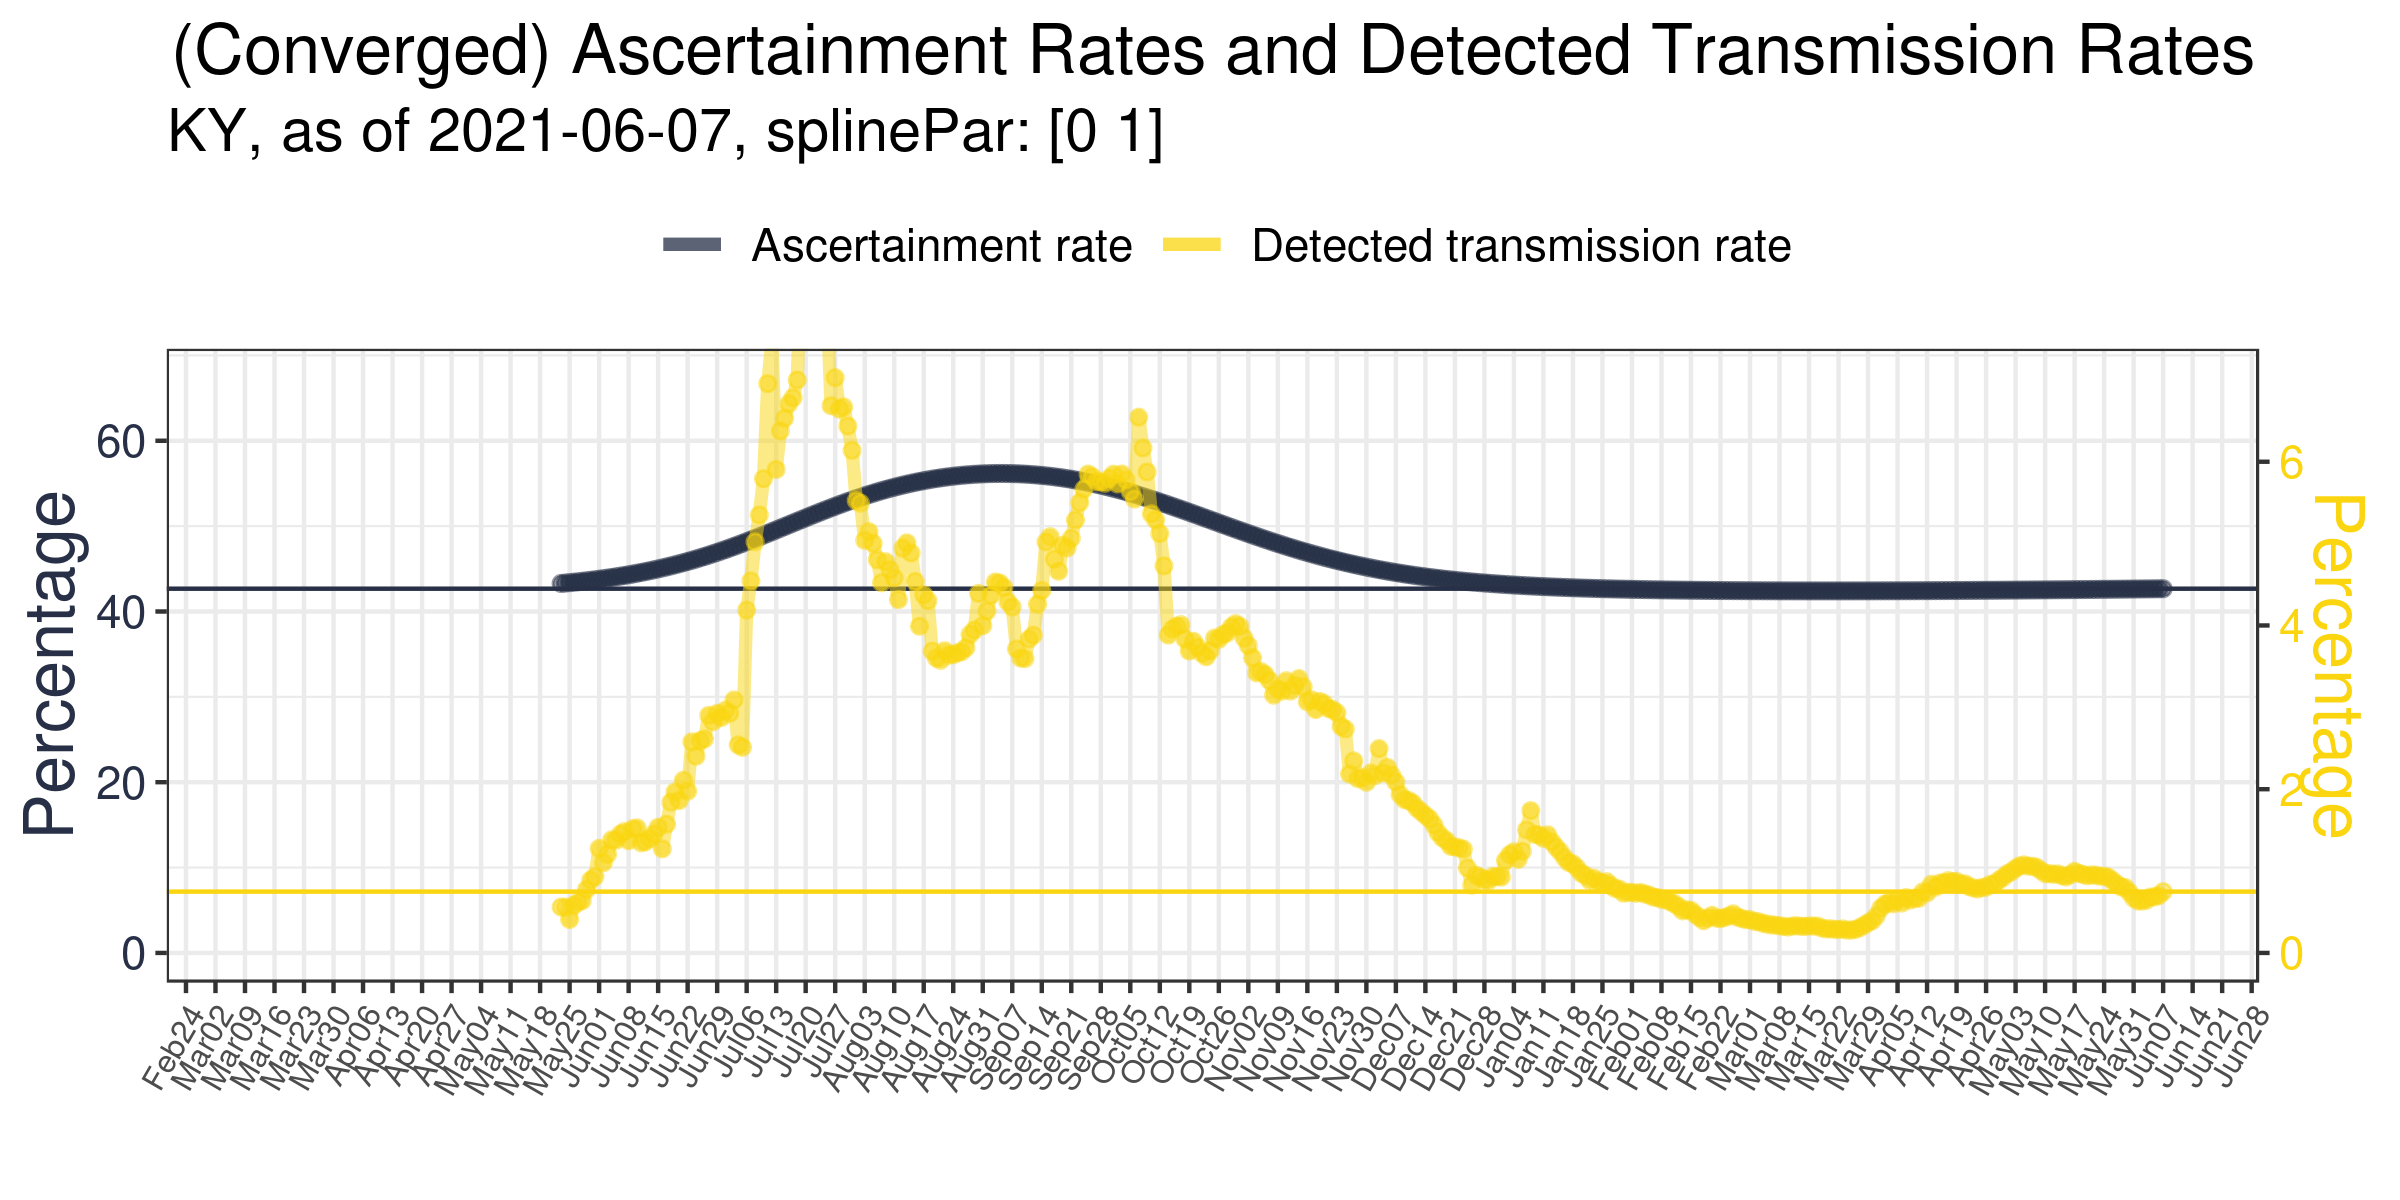 (Converged) Ascertainment Rates and Detected Transmission Rates
KY, as of 2021-06-07, splinePar: [0 1]
Ascertainment rate
Detected transmission rate
Percentage
60
40
20
0
6
4
2
0
Percentage
Feb24
Mar02
Mar09
Mar16
Mar23
Mar30
Apr06
Apr13
Apr20
Apr27
May04
May11
May18
May25
Jun01
Jun08
Jun15
Jun22
Jun29
Jul06
Jul13
Jul20
Jul27
Aug03
Aug10
Aug17
Aug24
Aug31
Sep07
Sep14
Sep21
Sep28
Oct05
Oct12
Oct19
Oct26
Nov02
Nov09
Nov16
Nov23
Nov30
Dec07
Dec14
Dec21
Dec28
Jan04
Jan11
Jan18
Jan25
Feb01
Feb08
Feb15
Feb22
Mar01
Mar08
Mar15
Mar22
Mar29
Apr05
Apr12
Apr19
Apr26
May03
May10
May17
May24
May31
Jun07
Jun14
Jun21
Jun28